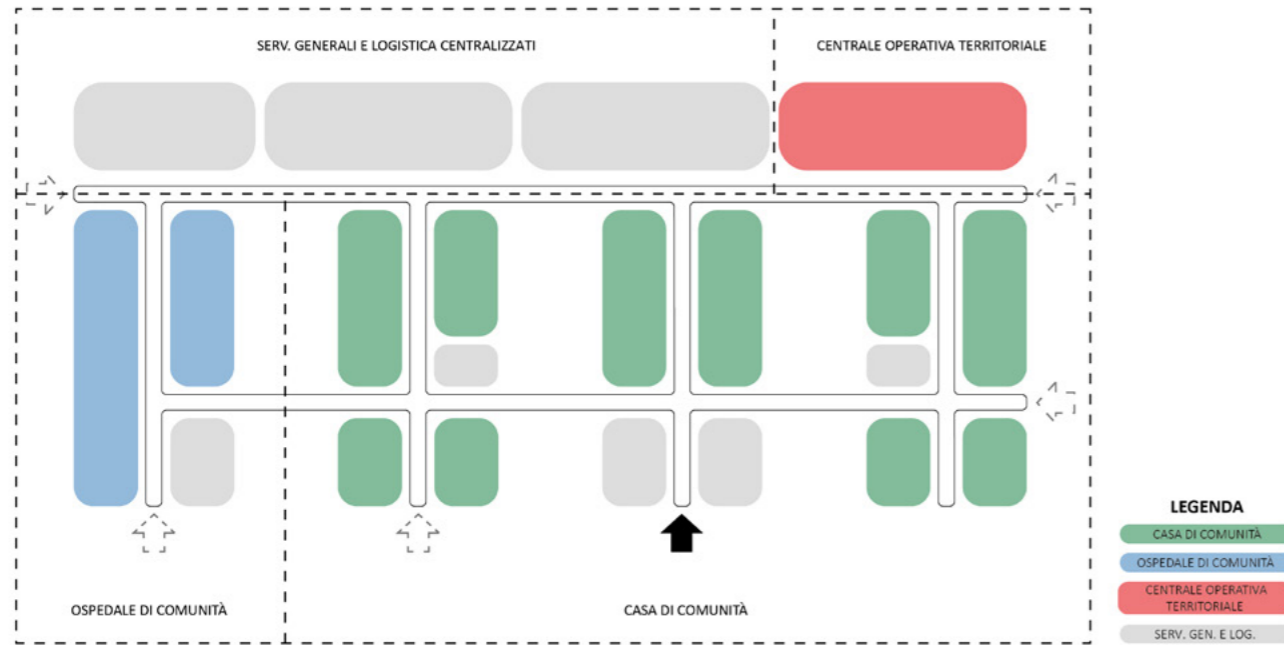 SERV. GENERALI E LOGISTICA CENTRALIZZATI
CENTRALE OPERATIVA TERRITORIALE
OSPEDALE DI COMUNITÀ
CASA DI COMUNITÀ
LEGENDA
CASA DI COMUNITÀ
OSPEDALE DI COMUNITÀ
CENTRALE OPERATIVA
TERRITORIALE
SERV. GEN. E LOG.